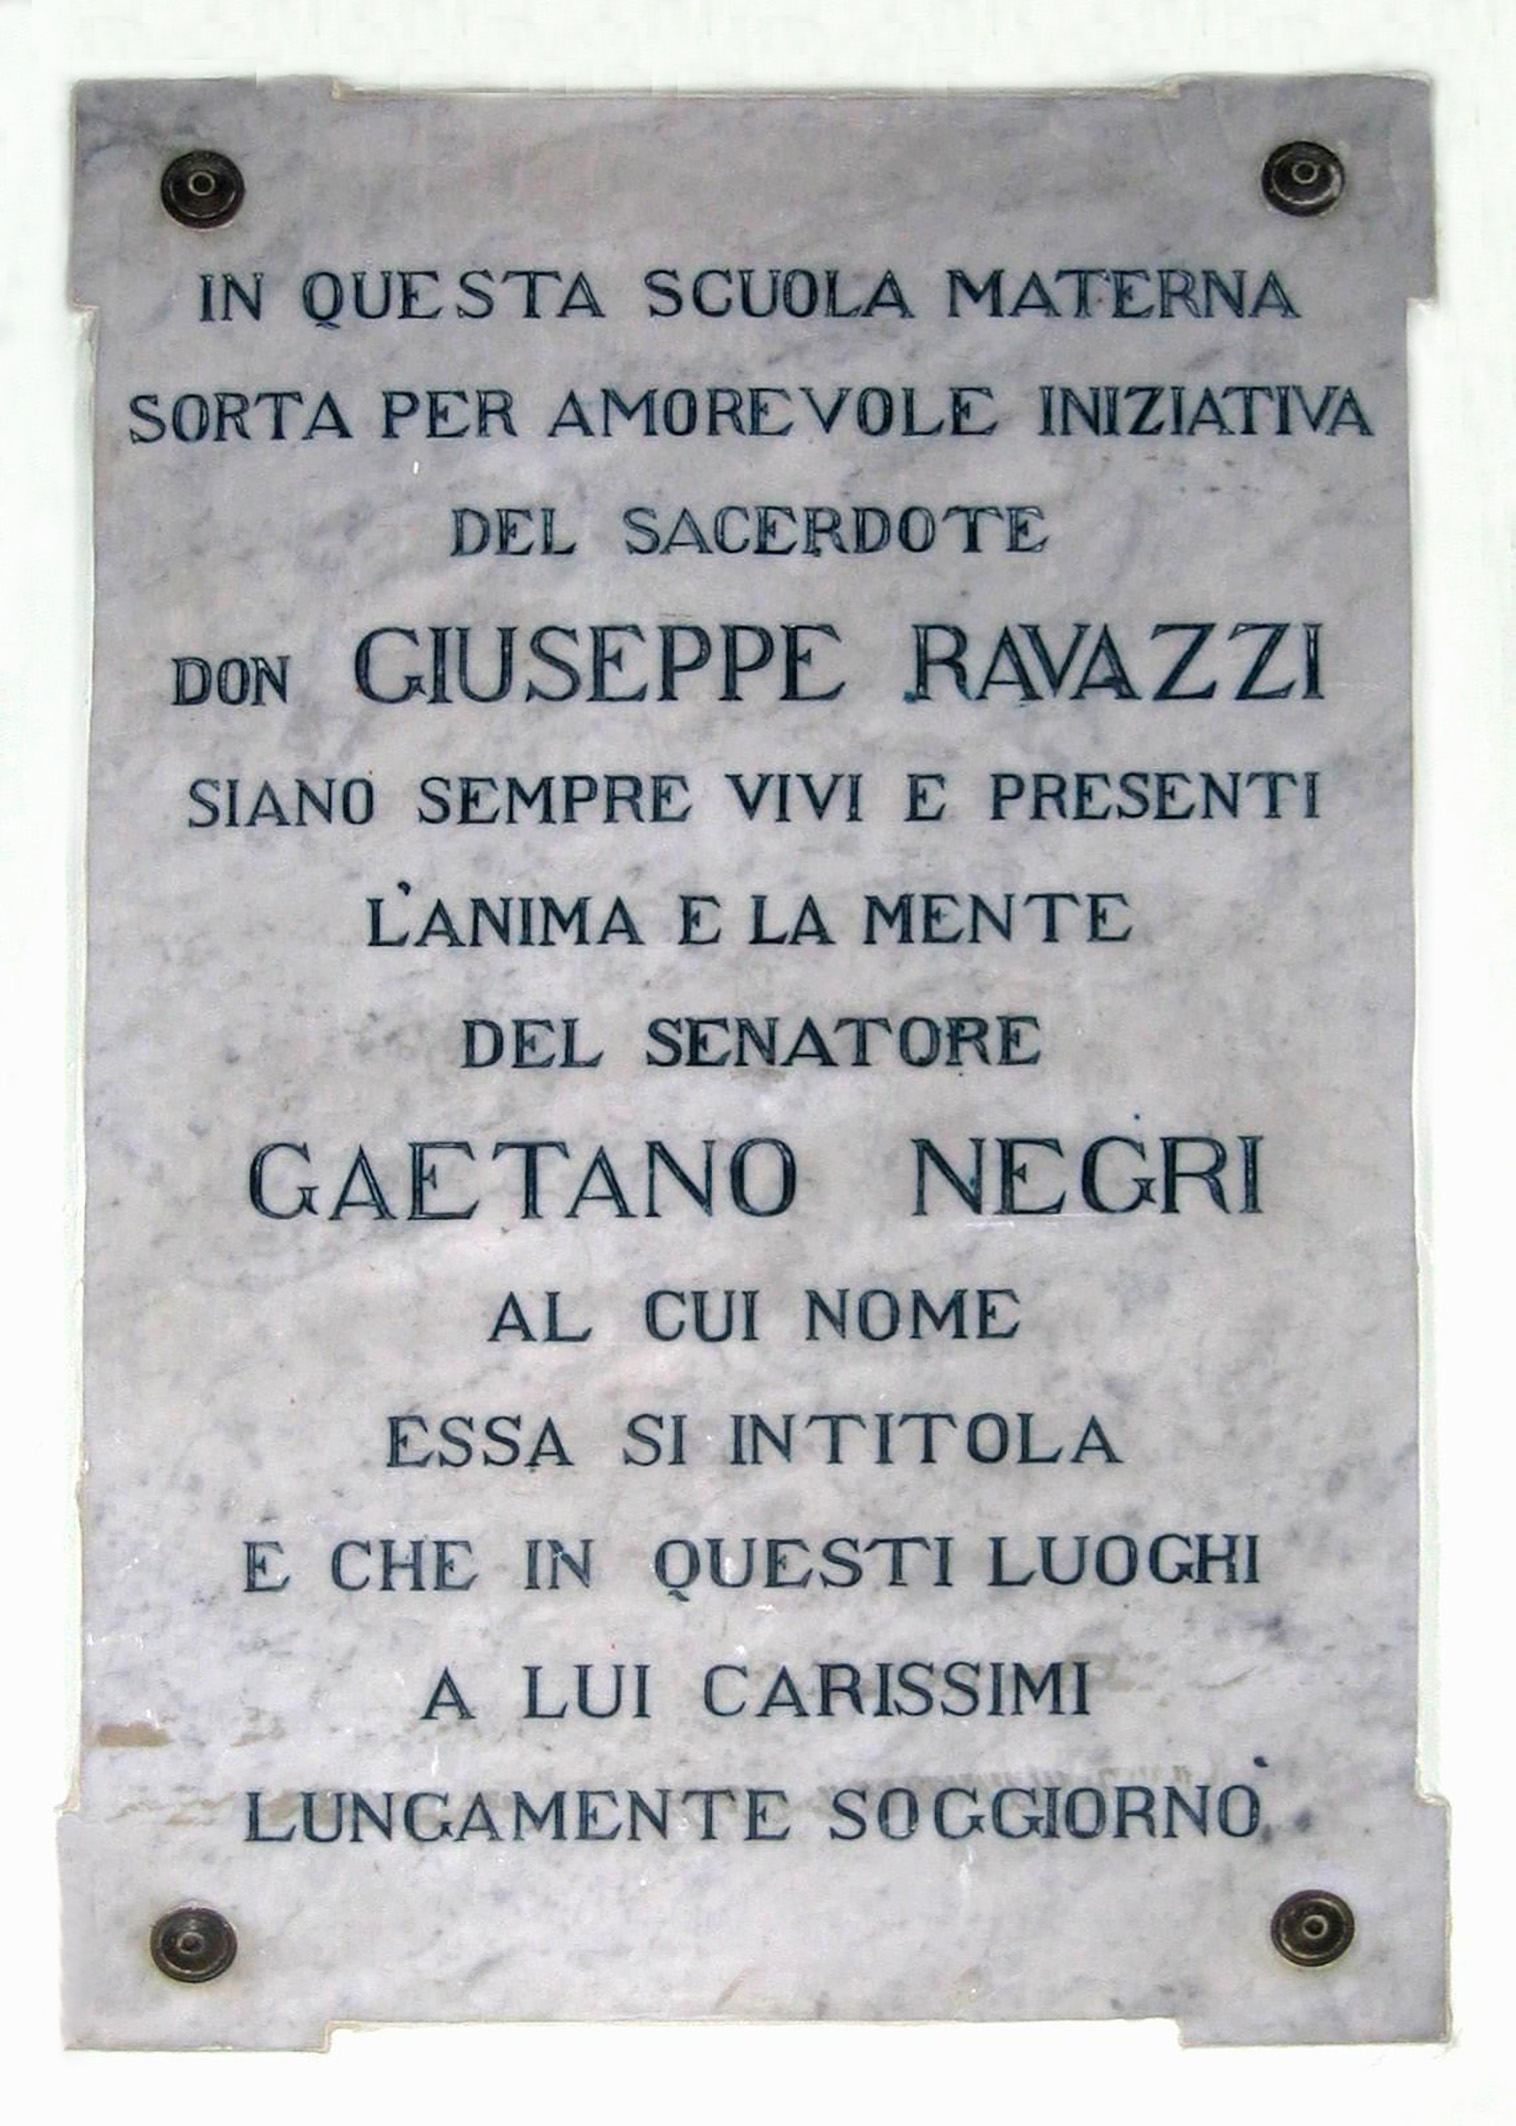 IN QUESTA SCUOLA MATERNA
SORTA PER AMOREVOLE INIZIATIVA
DEL SACERDOTE
DON GIUSEPPE RAVAZZI
SIANO SEMPRE VIVI E PRESENTI
L'ANIMA E LA MENTE
DEL SENATORE
GAETANO NEGRI
AL CUI NOME
ESSA SI INTITOLA
E CHE IN QUESTI LUOGHI
A LUI CARISSIMI
LUNGAMENTE SOGGIORNÒ